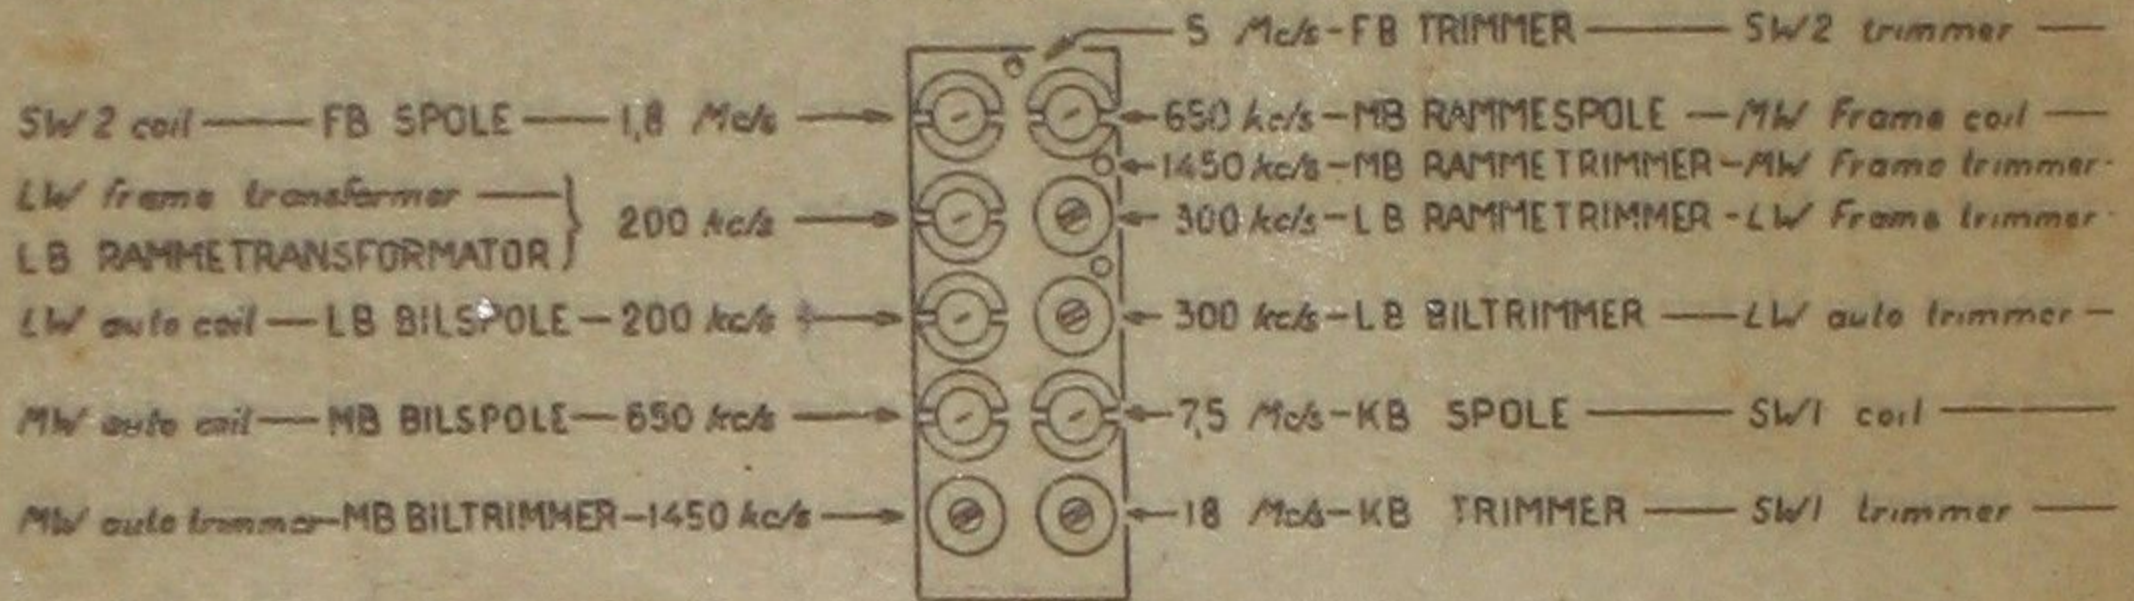 5 Mc/s-FB TRIMMER — SW2 trimmer —
SW2 coil — FB SPOLE — 1,8 Mc/s
650 kc/s-MB RAMMESPOLE — MW Frame coil —
1450 kc/s-MB RAMMETRIMMER-MW Frame trimmer-
LW frame transformer —
LB RAMMETRANSFORMATOR
200 kc/s
300 kc/s-LB RAMMETRIMMER-LW Frame trimmer-
LW auto coil — LB BILSPOLE — 200 kc/s
300 kc/s-LB BILTRIMMER — LW auto trimmer —
MW auto coil — MB BILSPOLE — 650 kc/s
7,5 Mc/s-KB SPOLE — SW1 coil —
MW auto trimmer-MB BILTRIMMER-1450 kc/s
18 Mc/s-KB TRIMMER — SW1 trimmer —